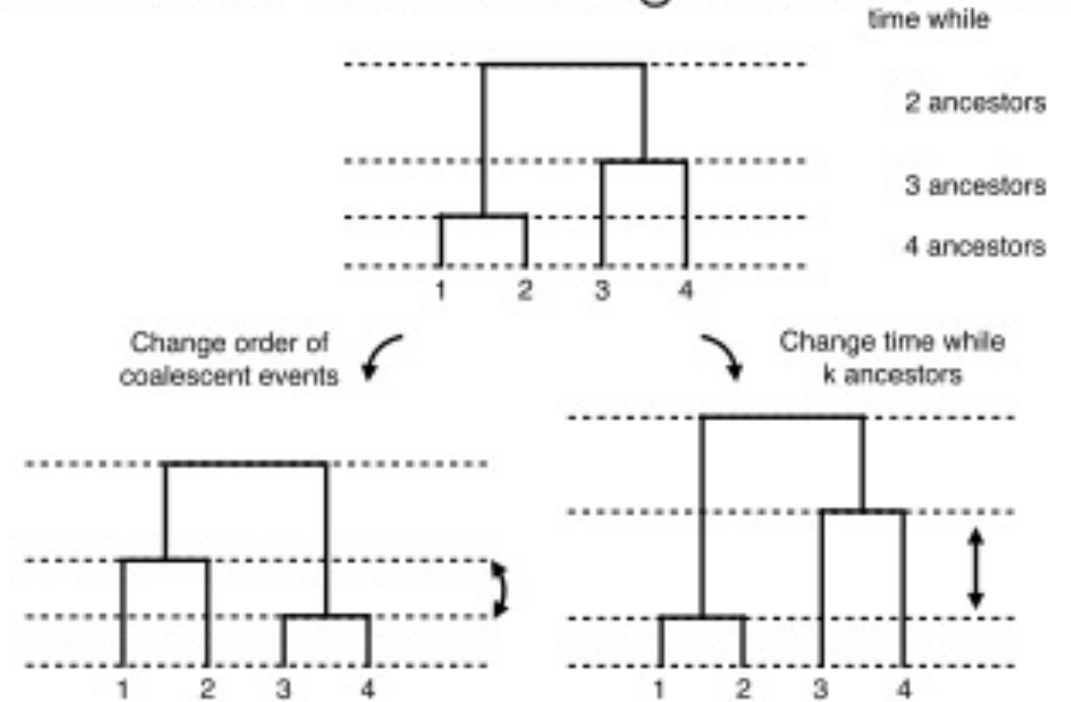 time while
2 ancestors
3 ancestors
4 ancestors
1 2 3 4
Change order of
coalescent events
Change time while
k ancestors
1 2 3 4
1 2 3 4